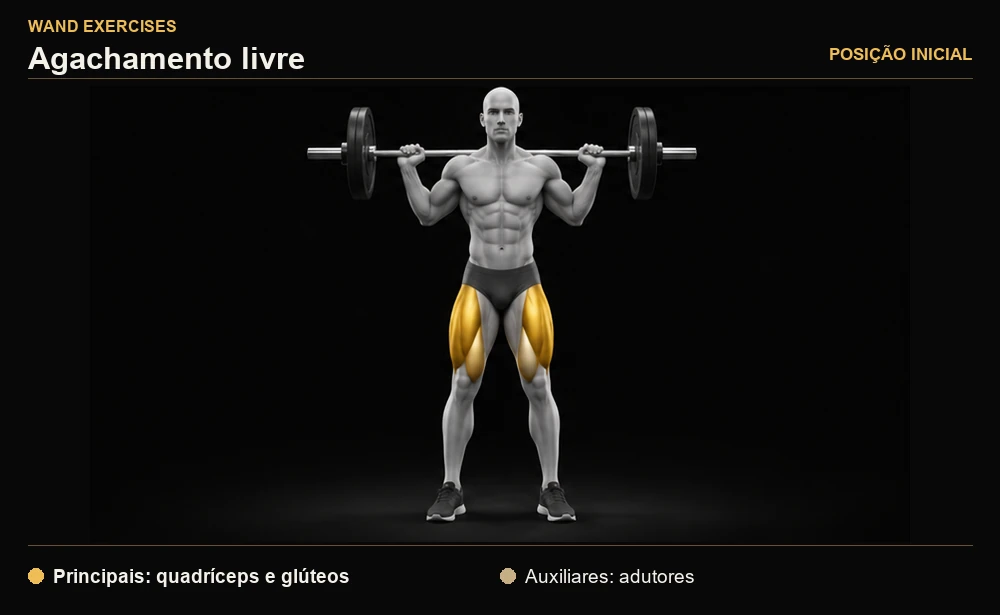 WAND EXERCISES
Agachamento livre
POSIÇÃO INICIAL
Principais: quadríceps e glúteos
Auxiliares: adutores